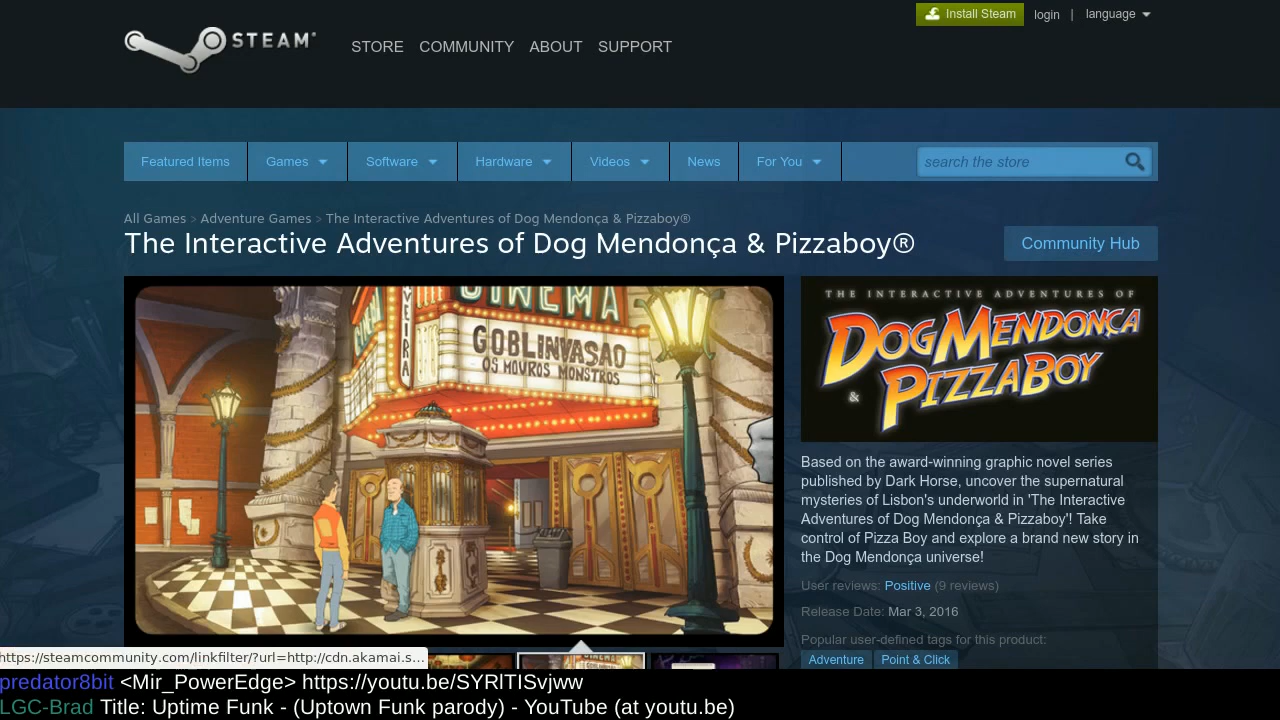 Install Steam login | language
STEAM®
STORE COMMUNITY ABOUT SUPPORT
Featured Items Games Software Hardware Videos News For You search the store
All Games > Adventure Games > The Interactive Adventures of Dog Mendonça & Pizzaboy®
The Interactive Adventures of Dog Mendonça & Pizzaboy®
Community Hub
CINEMA
EIRA
GOBLINVASAO
OS MOUROS MONSTROS
THE INTERACTIVE ADVENTURES OF
DOG MENDONÇA
& PIZZABOY
Based on the award-winning graphic novel series
published by Dark Horse, uncover the supernatural
mysteries of Lisbon's underworld in 'The Interactive
Adventures of Dog Mendonça & Pizzaboy'! Take
control of Pizza Boy and explore a brand new story in
the Dog Mendonça universe!
User reviews: Positive (9 reviews)
Release Date: Mar 3, 2016
Popular user-defined tags for this product:
Adventure Point & Click
https://steamcommunity.com/linkfilter/?url=http://cdn.akamai.s...
predator8bit <Mir_PowerEdge> https://youtu.be/SYRlTISvjww
LGC-Brad Title: Uptime Funk - (Uptown Funk parody) - YouTube (at youtu.be)